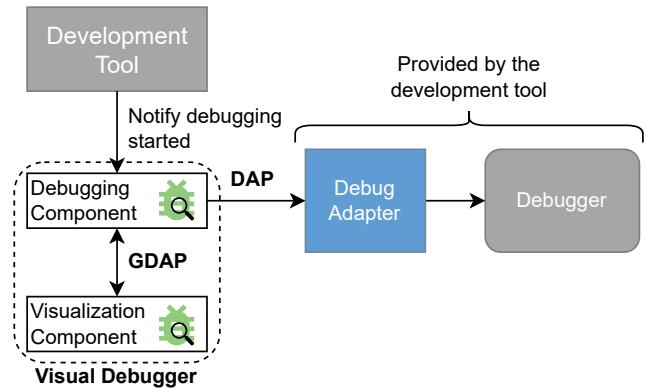 Development
Tool
Provided by the
development tool
Notify debugging
started
Debugging
Component
DAP
Debug
Adapter
Debugger
GDAP
Visualization
Component
Visual Debugger